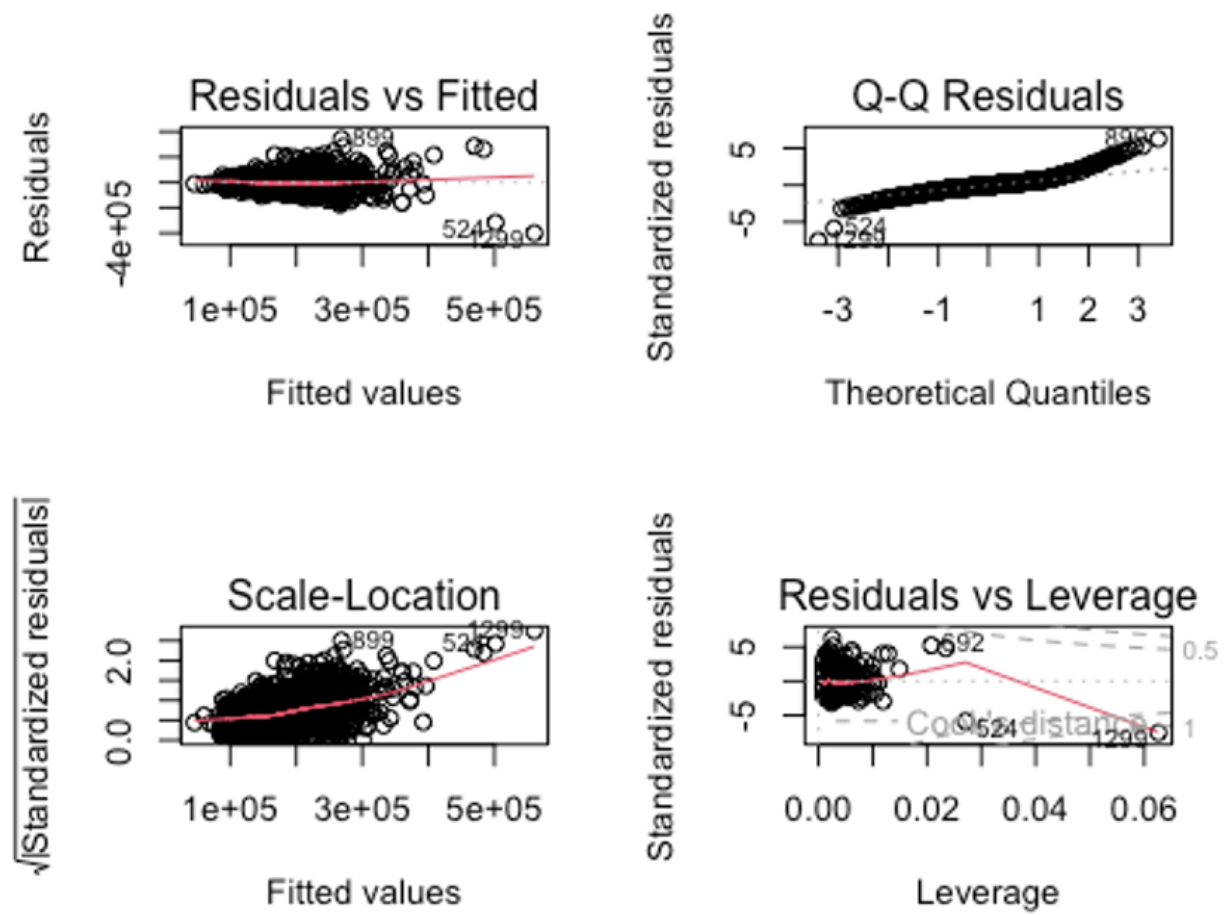 Residuals vs Fitted
Residuals
-4e+05
899
524
1299
1e+05 3e+05 5e+05
Fitted values
Q-Q Residuals
Standardized residuals
5
-5
899
524
1299
-3 -1 1 2 3
Theoretical Quantiles
Scale-Location
√|Standardized residuals|
2.0
0.0
899
524
1299
1e+05 3e+05 5e+05
Fitted values
Residuals vs Leverage
Standardized residuals
5
-5
692
524
1299
Cook's distance
0.5
1
0.00 0.02 0.04 0.06
Leverage